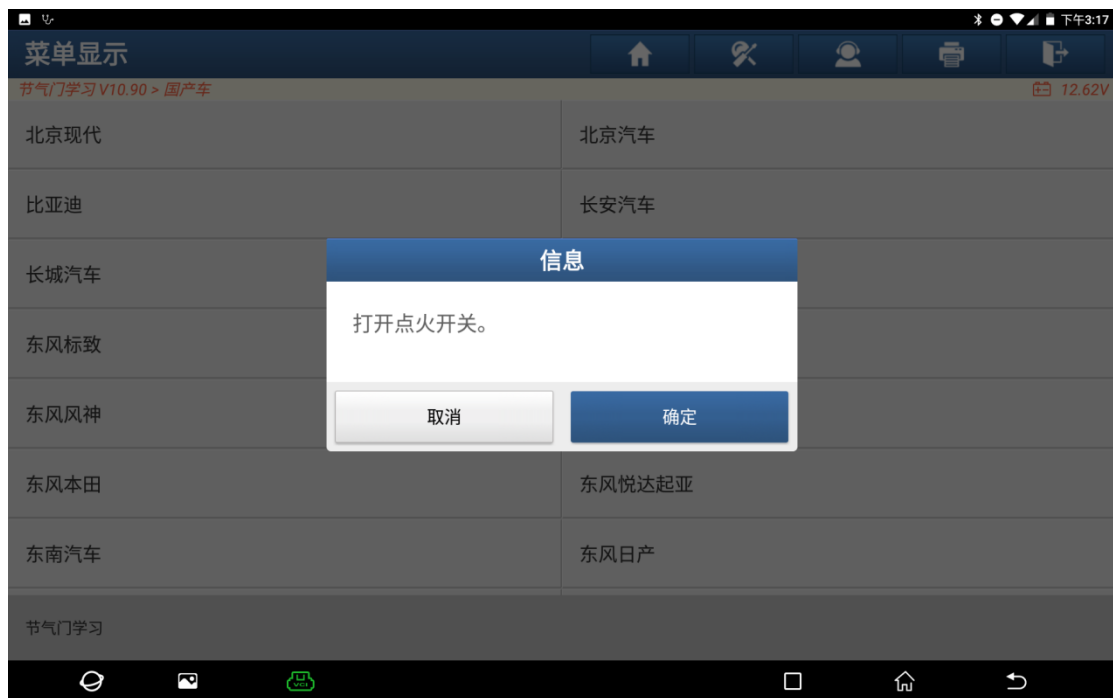 下午3:17
菜单显示
节气门学习 V10.90 > 国产车
12.62V
北京现代
北京汽车
比亚迪
长安汽车
长城汽车
信息
打开点火开关。
取消
确定
东风标致
东风风神
东风本田
东风悦达起亚
东南汽车
东风日产
节气门学习
VCI